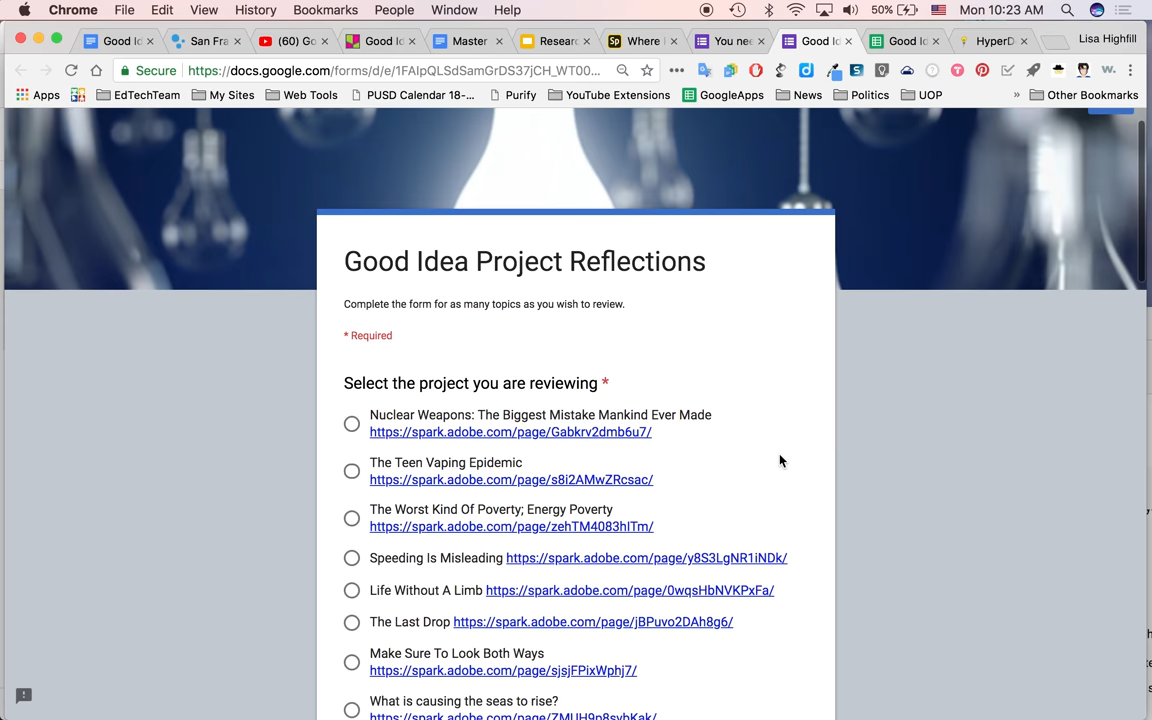 Chrome File Edit View History Bookmarks People Window Help 50% Mon 10:23 AM
Good Id San Fra (60) Go Good Id Master Researc Sp Where You nee Good Id Good Id HyperD Lisa Highfill
Secure https://docs.google.com/forms/d/e/1FAIpQLSdSamGrDS37jCH_WT00... w.
Apps EdTechTeam My Sites Web Tools PUSD Calendar 18-... Purify YouTube Extensions GoogleApps News Politics UOP » Other Bookmarks
Good Idea Project Reflections
Complete the form for as many topics as you wish to review.
* Required
Select the project you are reviewing *
Nuclear Weapons: The Biggest Mistake Mankind Ever Made
https://spark.adobe.com/page/Gabkrv2dmb6u7/
The Teen Vaping Epidemic
https://spark.adobe.com/page/s8i2AMwZRcsac/
The Worst Kind Of Poverty; Energy Poverty
https://spark.adobe.com/page/zehTM4083hITm/
Speeding Is Misleading https://spark.adobe.com/page/y8S3LgNR1iNDk/
Life Without A Limb https://spark.adobe.com/page/0wqsHbNVKPxFa/
The Last Drop https://spark.adobe.com/page/jBPuvo2DAh8g6/
Make Sure To Look Both Ways
https://spark.adobe.com/page/sjsjFPixWphj7/
What is causing the seas to rise?
https://spark.adobe.com/page/ZMUH9p8svbKak/